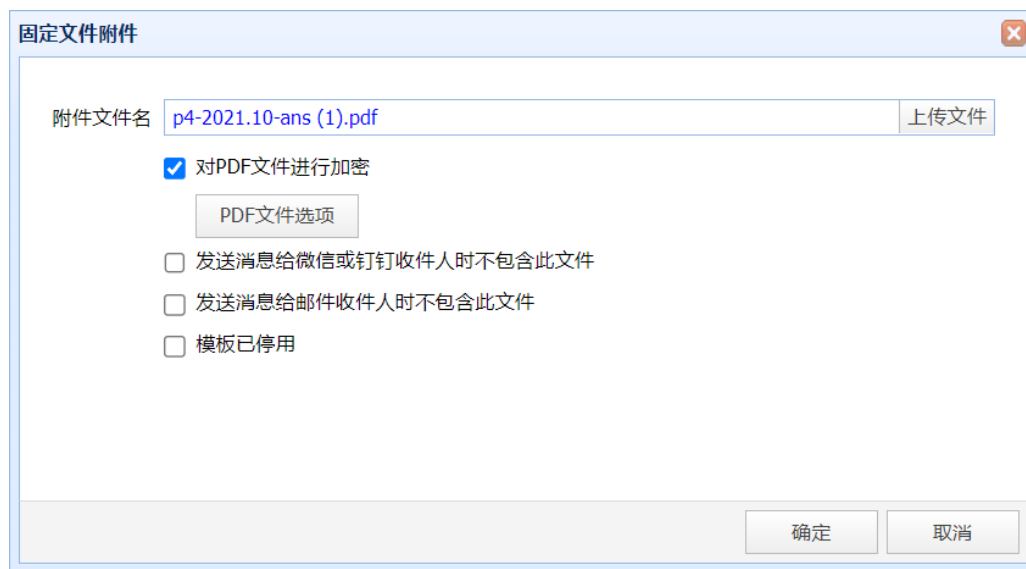 固定文件附件
附件文件名 p4-2021.10-ans (1).pdf 上传文件
对PDF文件进行加密
PDF文件选项
发送消息给微信或钉钉收件人时不包含此文件
发送消息给邮件收件人时不包含此文件
模板已停用
确定 取消